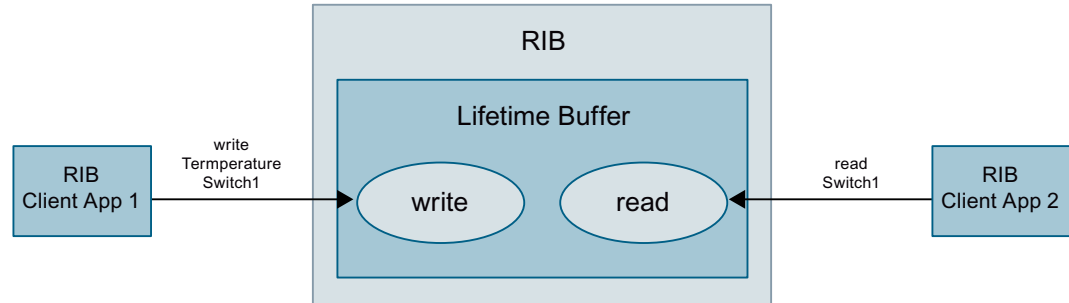 RIB
Lifetime Buffer
RIB
Client App 1
write
Termperature
Switch1
write
read
read
Switch1
RIB
Client App 2